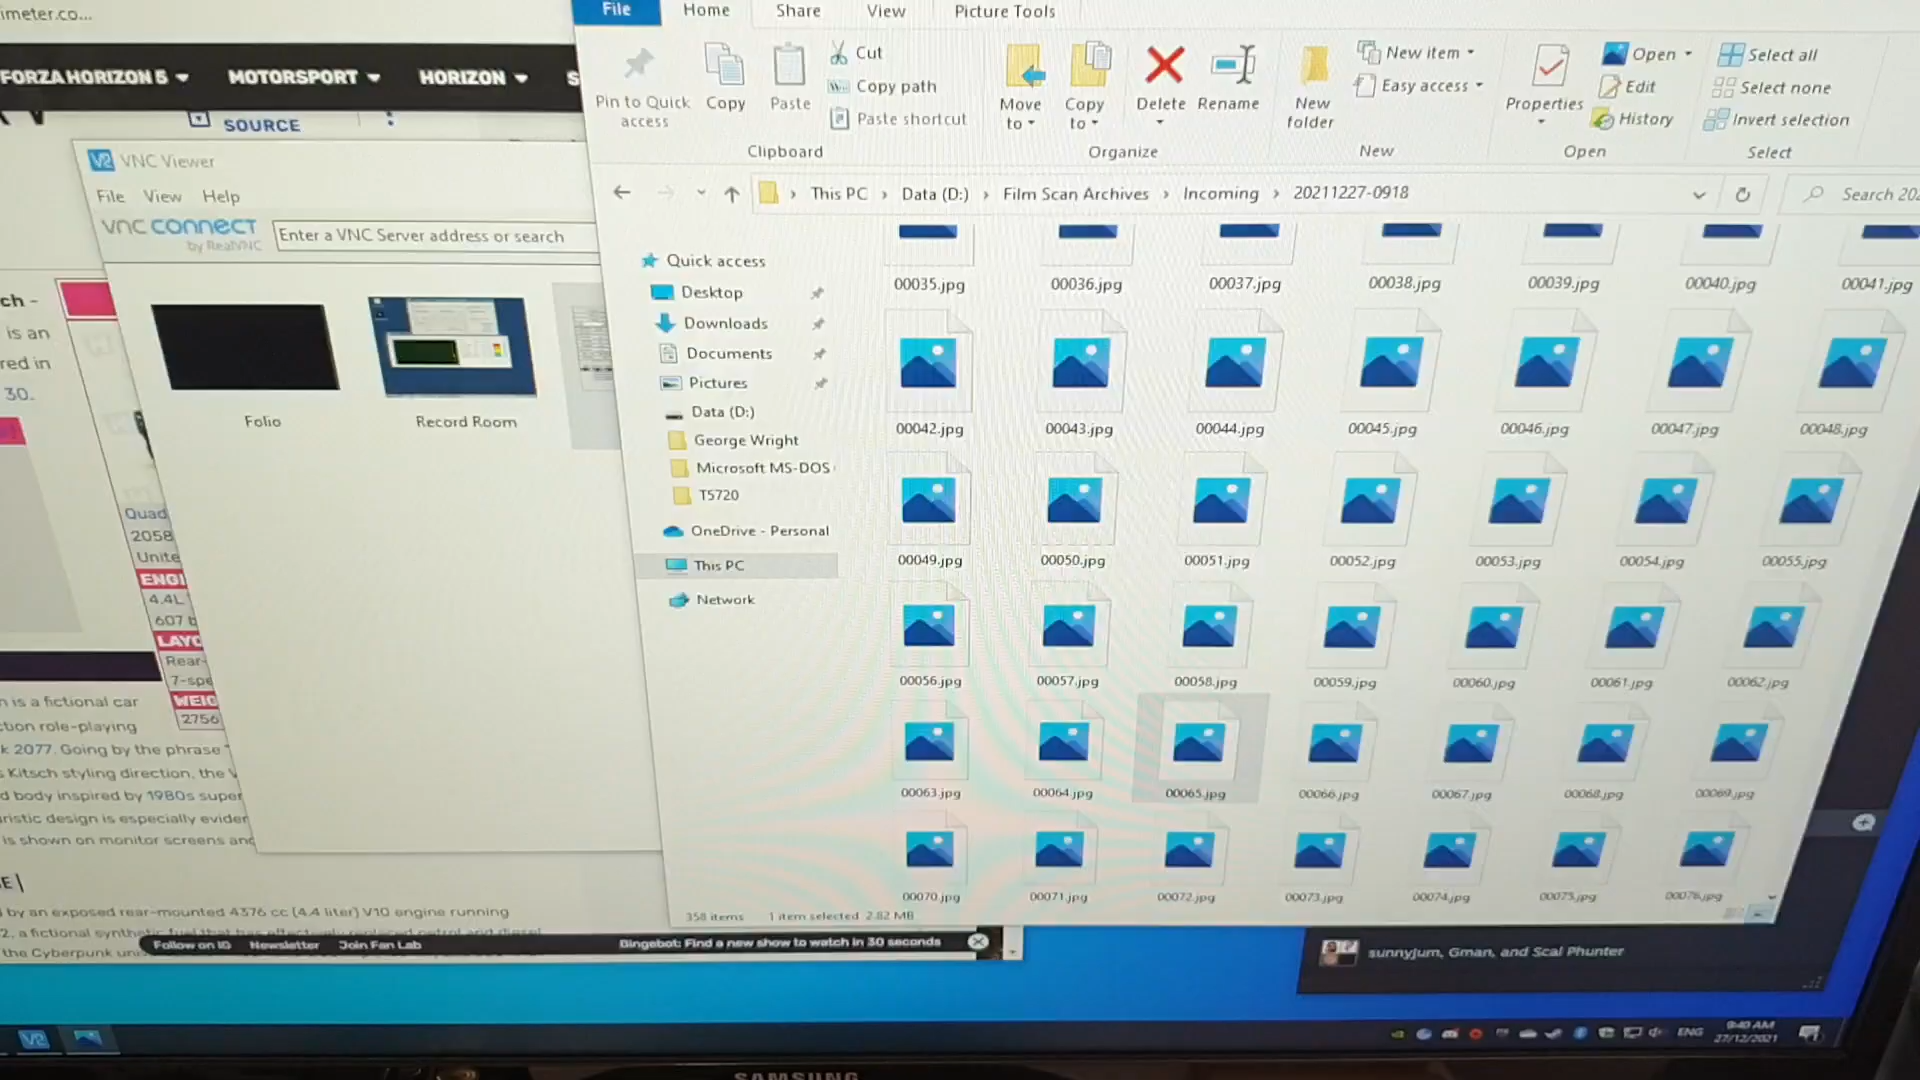 imeter.co...
FORZA HORIZON 5
MOTORSPORT
HORIZON
S
SOURCE
ch -
is an
red in
30.
Quad
2058
Unite
ENGI
4.4L
607 b
LAYO
Rear-
7-spe
WEIG
2756
n is a fictional car
ction role-playing
k 2077. Going by the phrase "
s Kitsch styling direction, the V
d body inspired by 1980s super
uristic design is especially evider
is shown on monitor screens and
SE
d by an exposed rear-mounted 4376 cc (4.4 liter) V10 engine running
2, a fictional synthetic fuel that has effectively replaced petrol and diesel
the Cyberpunk uni
Follow on IG
Newsletter
Join Fan Lab
Bingebot: Find a new show to watch in 30 seconds
V2 VNC Viewer
File View Help
vnc connect
by RealVNC
Enter a VNC Server address or search
Folio
Record Room
File
Home
Share
View
Picture Tools
Pin to Quick
access
Copy
Paste
Cut
Copy path
Paste shortcut
Clipboard
Move
to
Copy
to
Delete
Rename
Organize
New
folder
New item
Easy access
New
Properties
Open
Edit
History
Open
Select all
Select none
Invert selection
Select
This PC
Data (D:)
Film Scan Archives
Incoming
20211227-0918
Search 202
Quick access
Desktop
Downloads
Documents
Pictures
Data (D:)
George Wright
Microsoft MS-DOS
T5720
OneDrive - Personal
This PC
Network
00035.jpg 00036.jpg 00037.jpg 00038.jpg 00039.jpg 00040.jpg 00041.jpg
00042.jpg 00043.jpg 00044.jpg 00045.jpg 00046.jpg 00047.jpg 00048.jpg
00049.jpg 00050.jpg 00051.jpg 00052.jpg 00053.jpg 00054.jpg 00055.jpg
00056.jpg 00057.jpg 00058.jpg 00059.jpg 00060.jpg 00061.jpg 00062.jpg
00063.jpg 00064.jpg 00065.jpg 00066.jpg 00067.jpg 00068.jpg 00069.jpg
00070.jpg 00071.jpg 00072.jpg 00073.jpg 00074.jpg 00075.jpg 00076.jpg
358 items 1 item selected 2.82 MB
sunnyjum, Gman, and Scal Phunter
V2
ENG
9:40 AM
27/12/2021
SAMSUNG